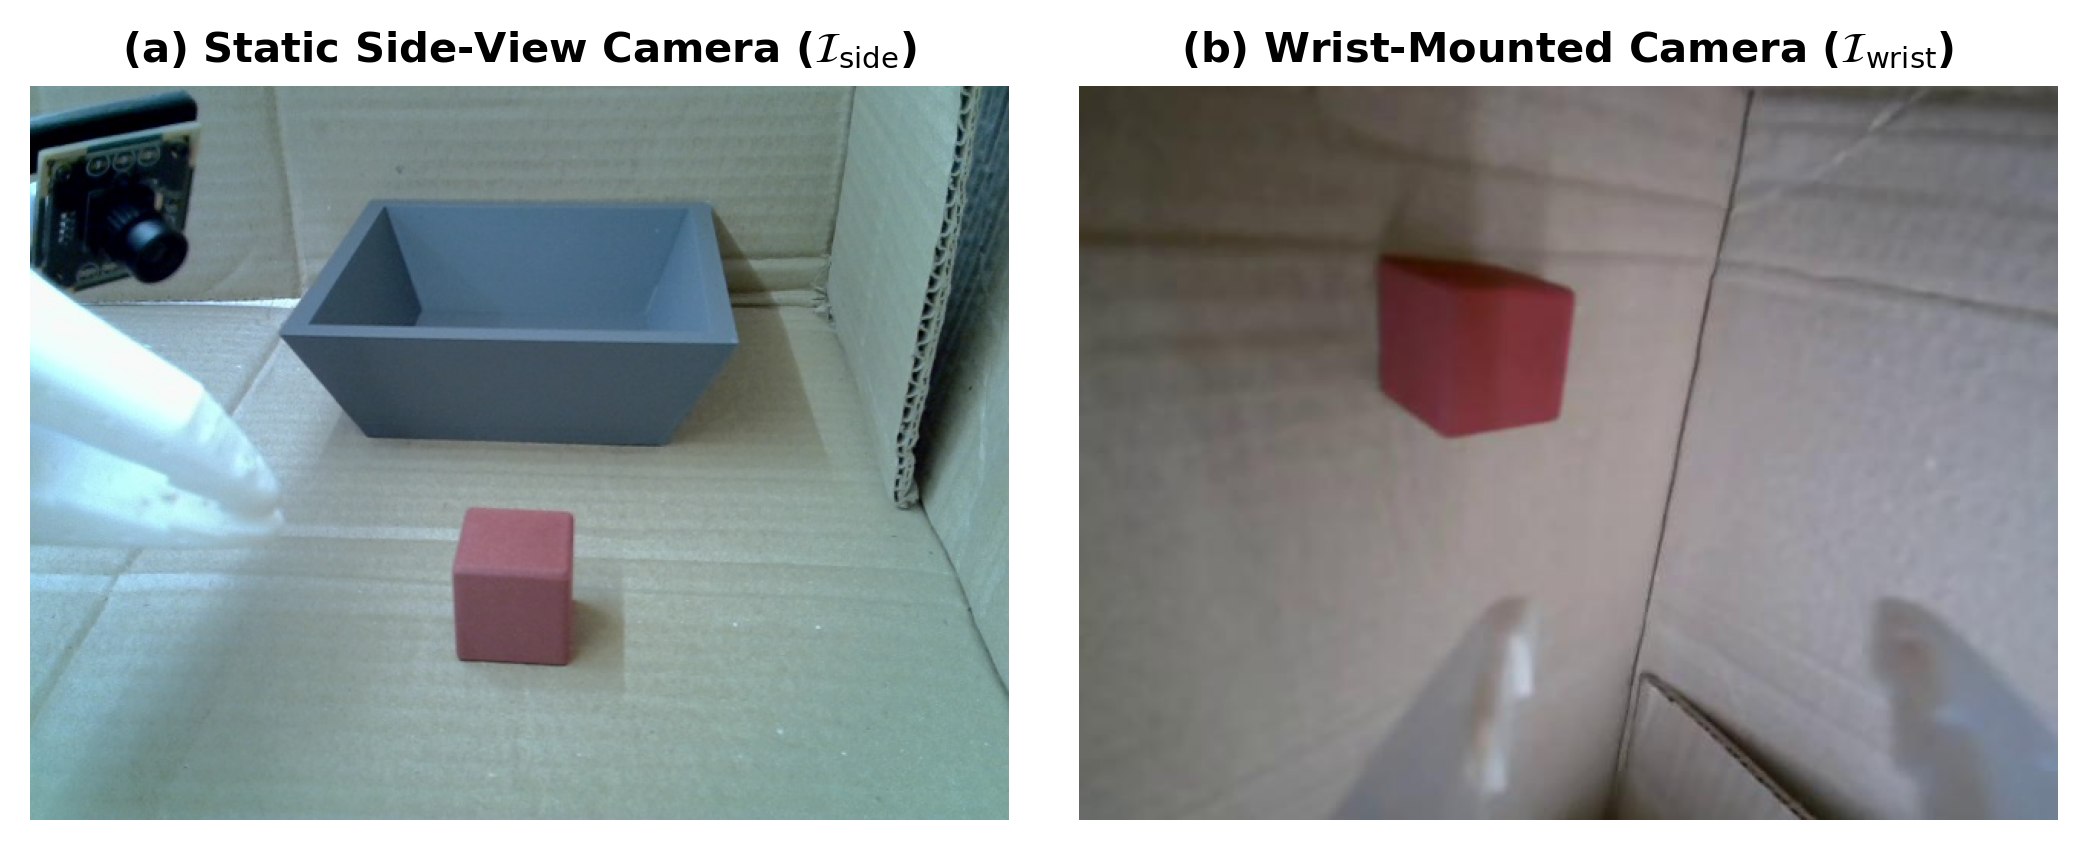 (a) Static Side-View Camera (𝓘side)
(b) Wrist-Mounted Camera (𝓘wrist)